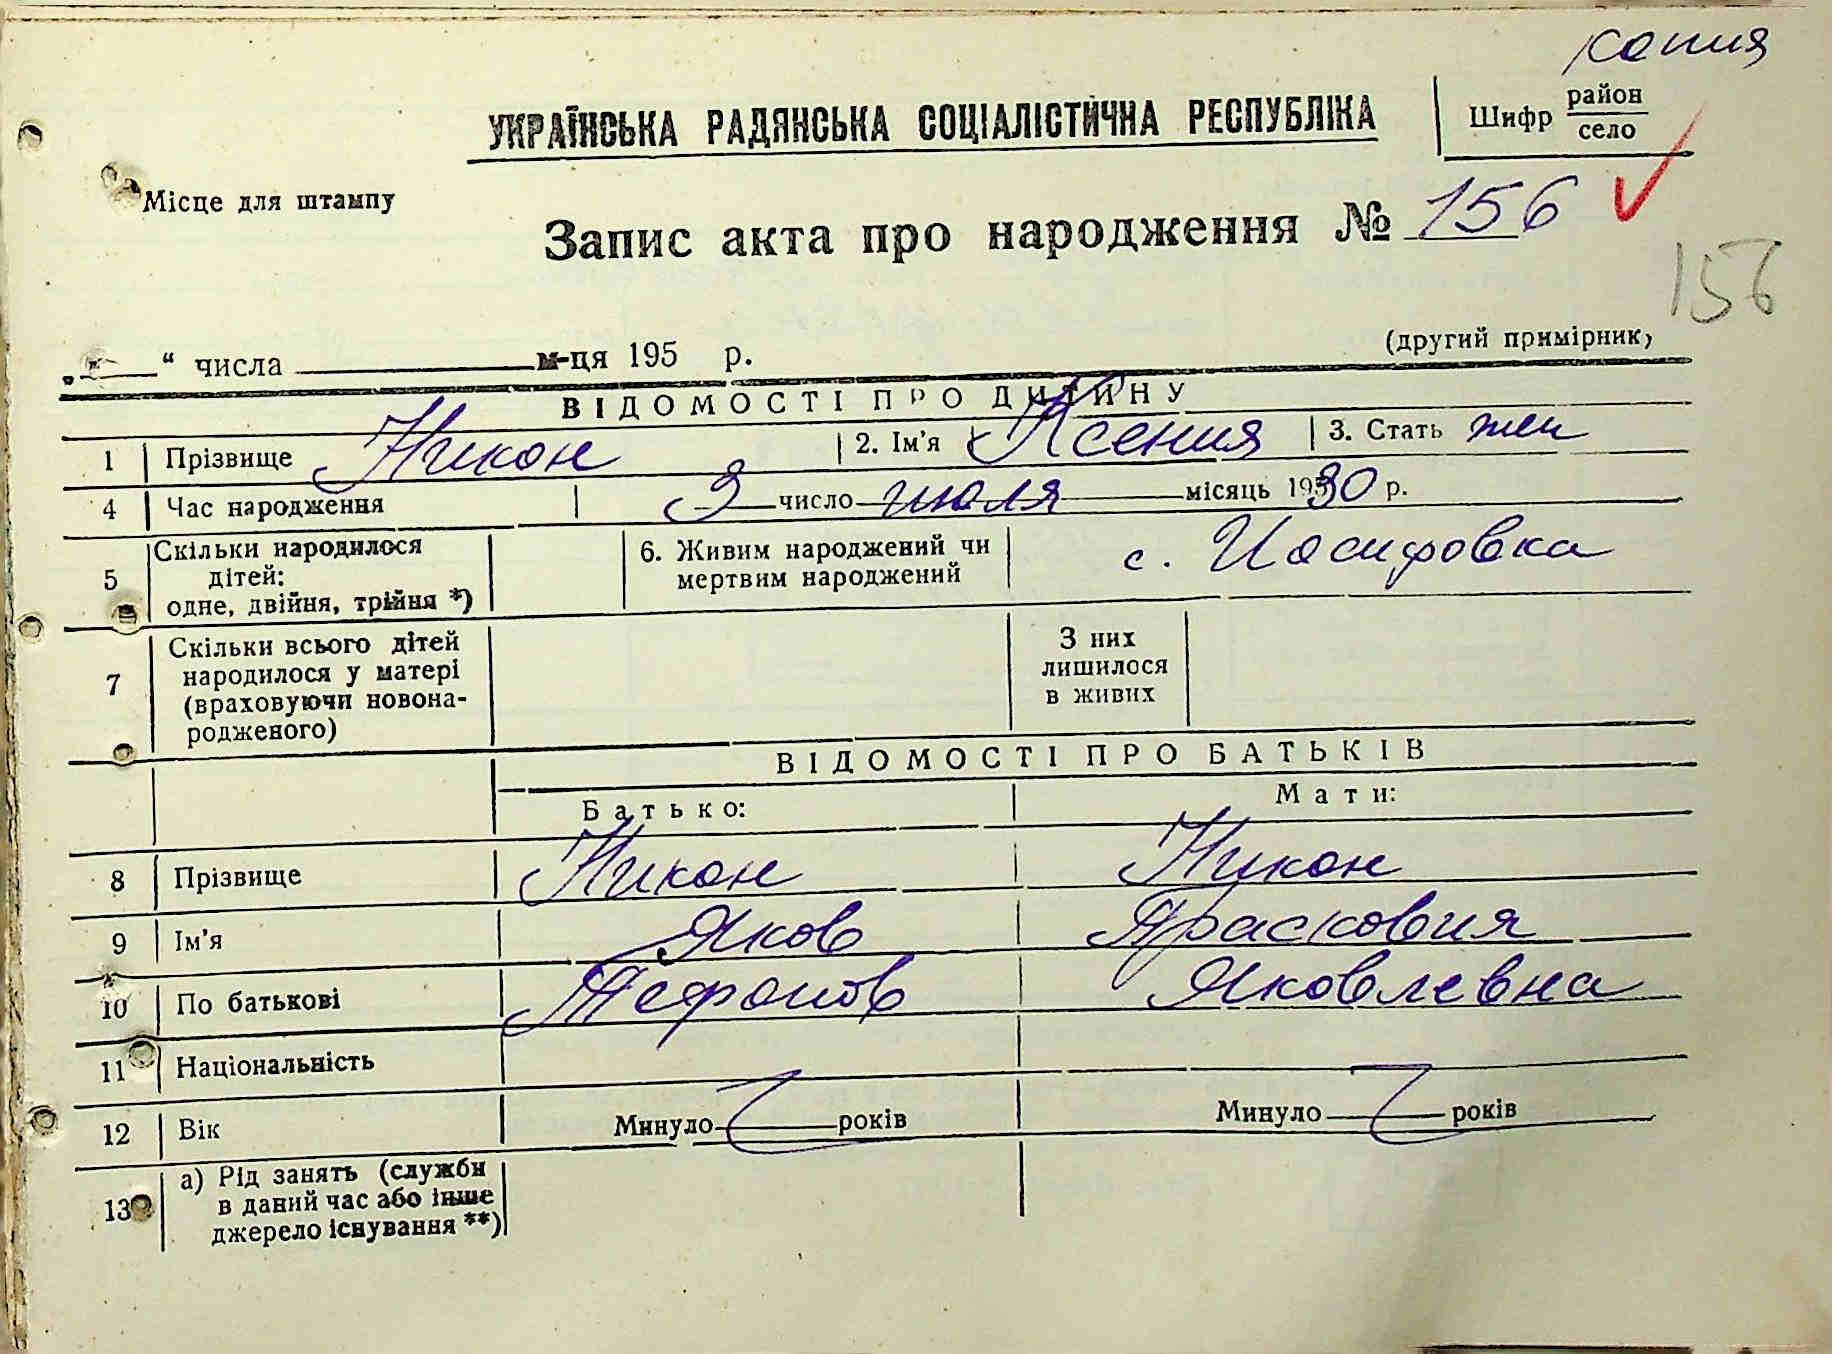 копия
УКРАЇНСЬКА РАДЯНСЬКА СОЦІАЛІСТИЧНА РЕСПУБЛІКА
Шифр район село
Місце для штампу
Запис акта про народження № 156
156
(другий примірник)
„ “ числа м-ця 195 р.
ВІДОМОСТІ ПРО ДИТИНУ
1 Прізвище Никон 2. Ім'я Ксения 3. Стать жен
4 Час народження 3 число июля місяць 1930 р.
5 Скільки народилося дітей: одне, двійня, трійня *) 6. Живим народжений чи мертвим народжений с. Иосифовка
7 Скільки всього дітей народилося у матері (враховуючи новонародженого) З них лишилося в живих
ВІДОМОСТІ ПРО БАТЬКІВ
Батько: Мати:
8 Прізвище Никон Никон
9 Ім'я Яков Прасковия
10 По батькові Яковлевна
11 Національність
12 Вік Минуло років Минуло років
13 а) Рід занять (служби в даний час або інше джерело існування **)